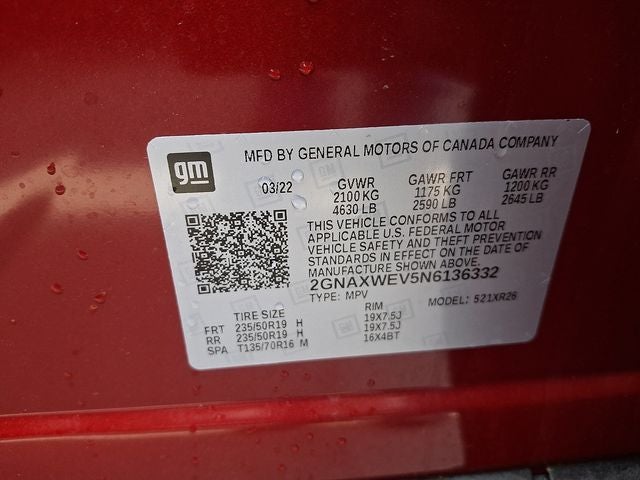 gm
MFD BY GENERAL MOTORS OF CANADA COMPANY
03/22 GVWR GAWR FRT GAWR RR
2100 KG 1175 KG 1200 KG
4630 LB 2590 LB 2645 LB
THIS VEHICLE CONFORMS TO ALL
APPLICABLE U.S. FEDERAL MOTOR
VEHICLE SAFETY AND THEFT PREVENTION
STANDARDS IN EFFECT ON THE DATE OF
MANUFACTURE SHOWN ABOVE.
2GNAXWEV5N6136332
TYPE: MPV MODEL: 521XR26
TIRE SIZE RIM
FRT 235/50R19 H 19X7.5J
RR 235/50R19 H 19X7.5J
SPA T135/70R16 M 16X4BT